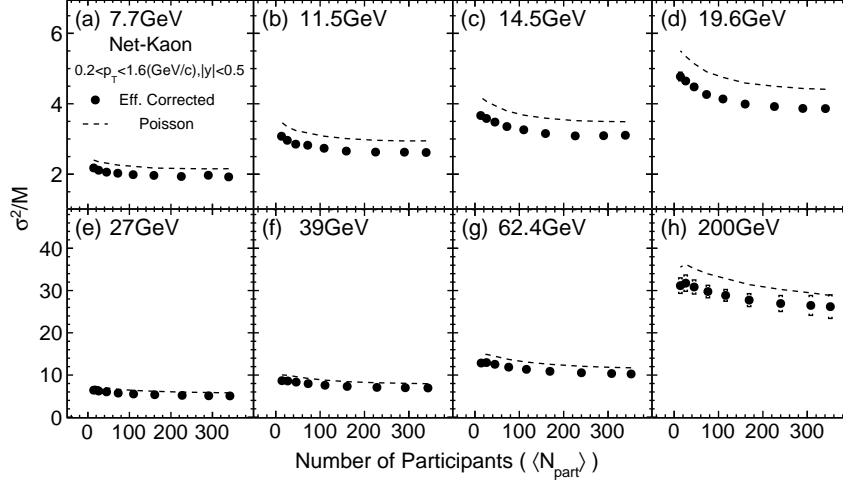 (a) 7.7GeV
Net-Kaon
0.2<p_T<1.6(GeV/c),|y|<0.5
Eff. Corrected
Poisson
(b) 11.5GeV
(c) 14.5GeV
(d) 19.6GeV
6
4
2
σ²/M
(e) 27GeV
(f) 39GeV
(g) 62.4GeV
(h) 200GeV
40
30
20
10
0
0 100 200 300
0 100 200 300
0 100 200 300
0 100 200 300
Number of Participants ( ⟨N_part⟩ )